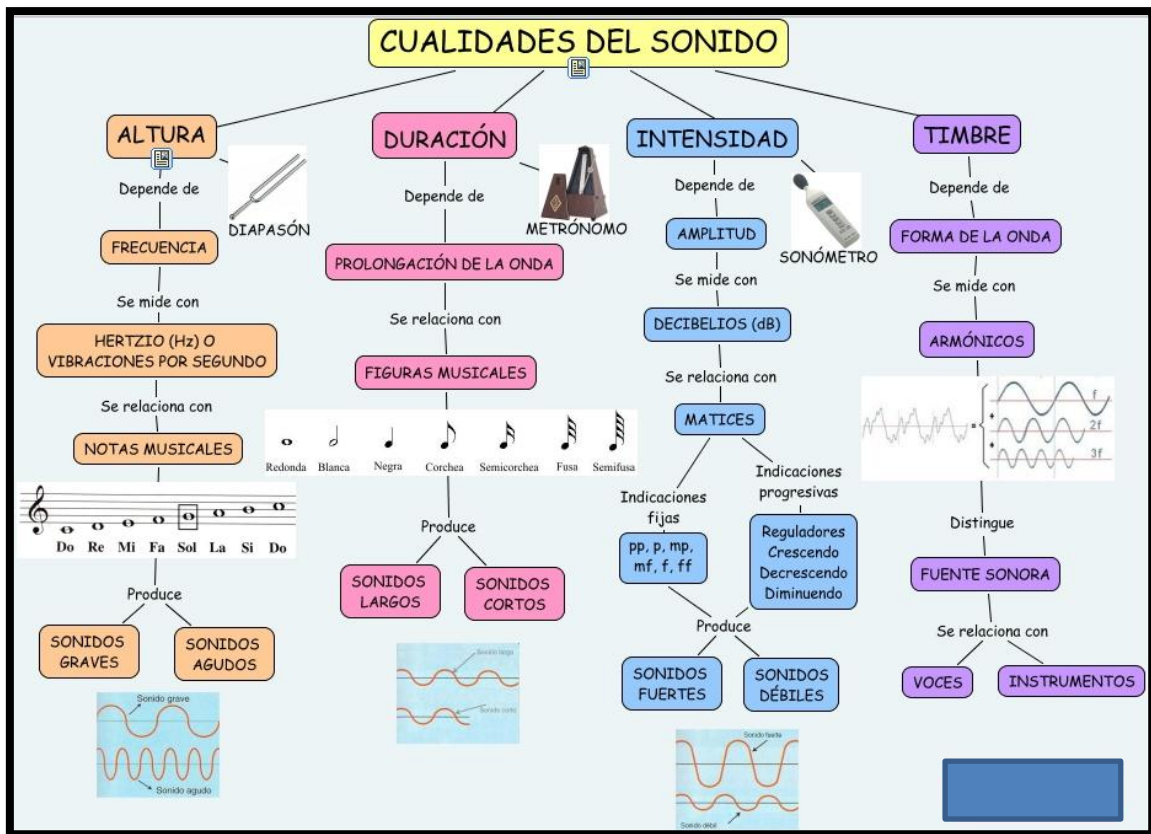 CUALIDADES DEL SONIDO
ALTURA
Depende de
DIAPASÓN
FRECUENCIA
Se mide con
HERTZIO (Hz) O
VIBRACIONES POR SEGUNDO
Se relaciona con
NOTAS MUSICALES
Do Re Mi Fa Sol La Si Do
Produce
SONIDOS
GRAVES
SONIDOS
AGUDOS
Sonido grave
Sonido agudo
DURACIÓN
Depende de
METRÓNOMO
PROLONGACIÓN DE LA ONDA
Se relaciona con
FIGURAS MUSICALES
Redonda Blanca Negra Corchea Semicorchea Fusa Semifusa
Produce
SONIDOS
LARGOS
SONIDOS
CORTOS
Sonido largo
Sonido corto
INTENSIDAD
Depende de
SONÓMETRO
AMPLITUD
Se mide con
DECIBELIOS (dB)
Se relaciona con
MATICES
Indicaciones
fijas
pp, p, mp,
mf, f, ff
Indicaciones
progresivas
Reguladores
Crescendo
Decrescendo
Diminuendo
Produce
SONIDOS
FUERTES
SONIDOS
DÉBILES
Sonido fuerte
Sonido débil
TIMBRE
Depende de
FORMA DE LA ONDA
Se mide con
ARMÓNICOS
= f
+ 2f
+ 3f
Distingue
FUENTE SONORA
Se relaciona con
VOCES
INSTRUMENTOS